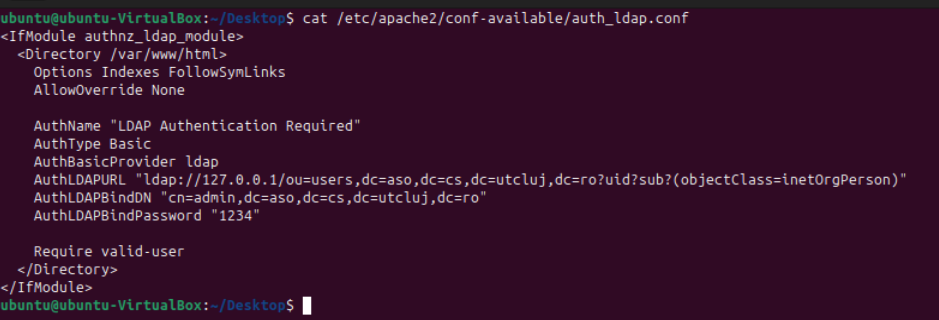 ubuntu@ubuntu-VirtualBox:~/Desktop$ cat /etc/apache2/conf-available/auth_ldap.conf
<IfModule authnz_ldap_module>
  <Directory /var/www/html>
    Options Indexes FollowSymLinks
    AllowOverride None

    AuthName "LDAP Authentication Required"
    AuthType Basic
    AuthBasicProvider ldap
    AuthLDAPURL "ldap://127.0.0.1/ou=users,dc=aso,dc=cs,dc=utcluj,dc=ro?uid?sub?(objectClass=inetOrgPerson)"
    AuthLDAPBindDN "cn=admin,dc=aso,dc=cs,dc=utcluj,dc=ro"
    AuthLDAPBindPassword "1234"

    Require valid-user
  </Directory>
</IfModule>
ubuntu@ubuntu-VirtualBox:~/Desktop$